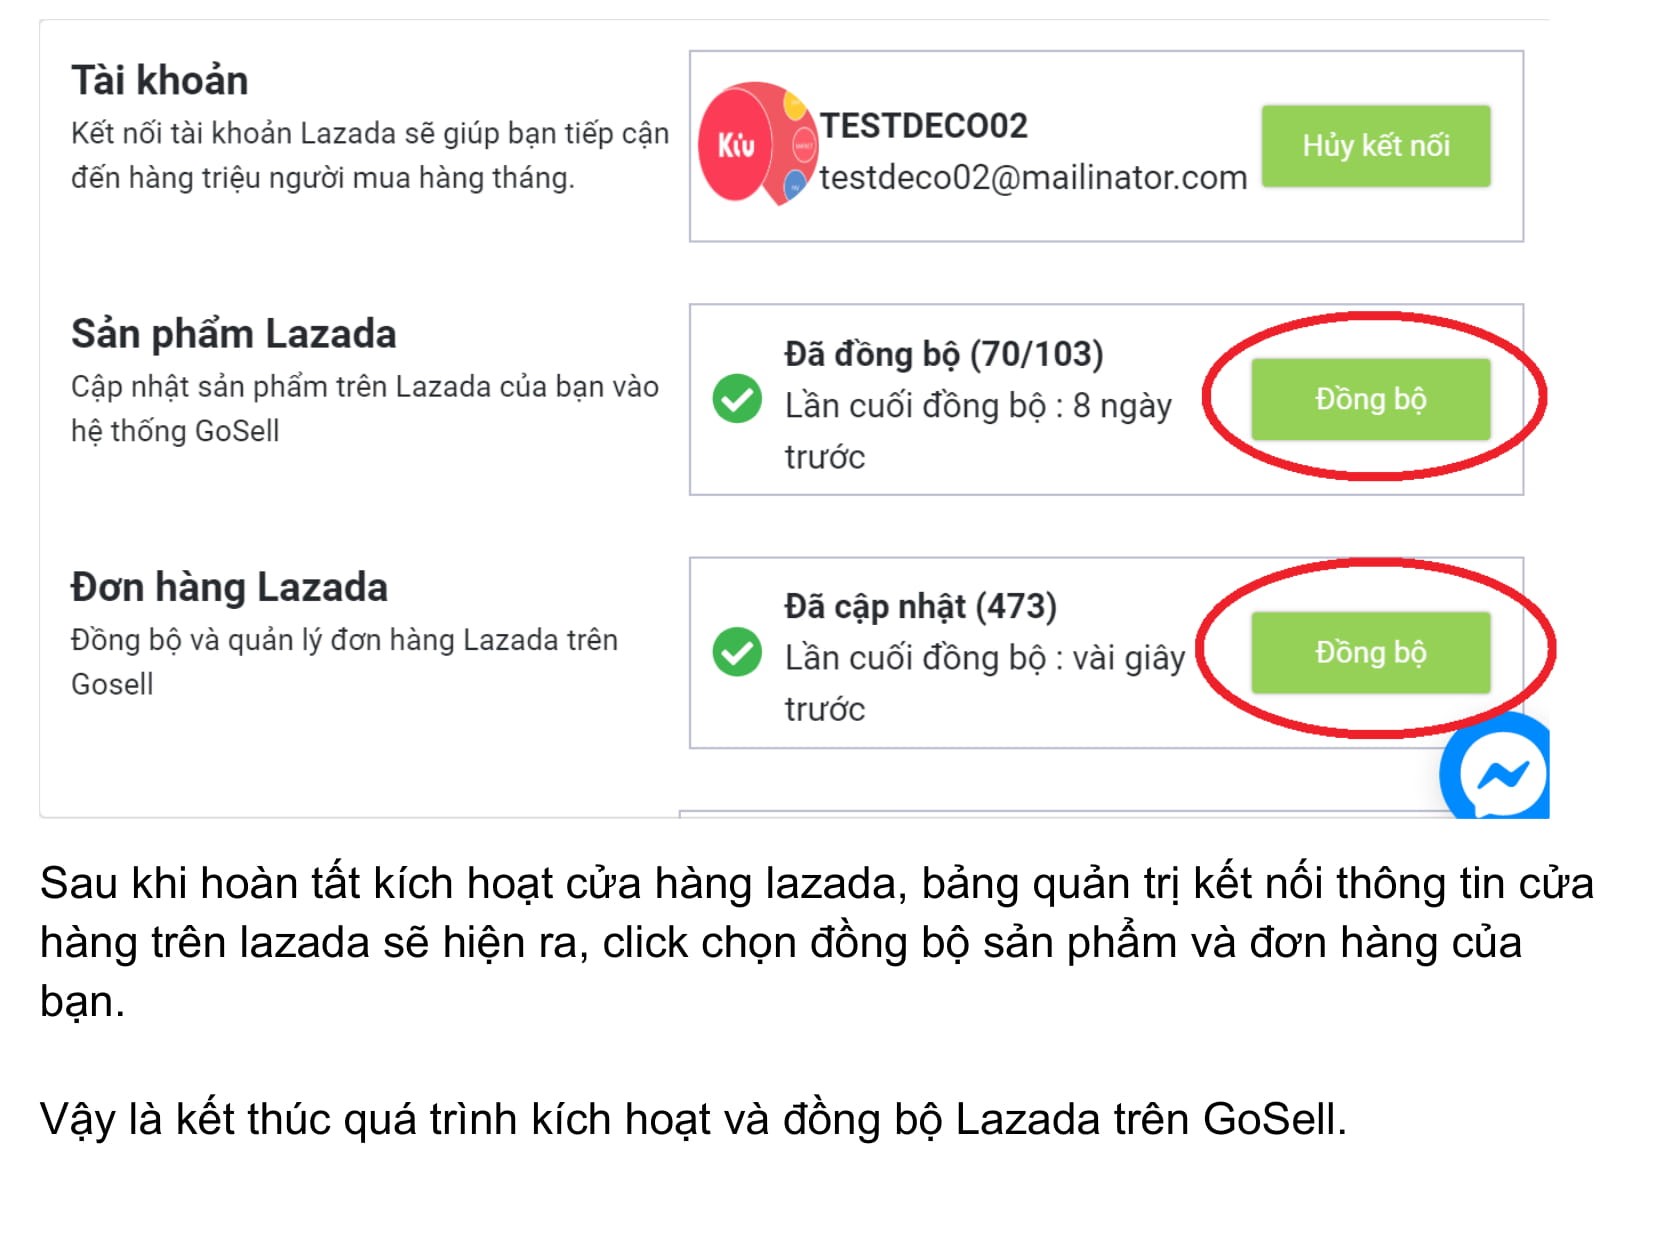 Tài khoản
Kết nối tài khoản Lazada sẽ giúp bạn tiếp cận
đến hàng triệu người mua hàng tháng.
Kiu
TESTDECO02
testdeco02@mailinator.com
Hủy kết nối
Sản phẩm Lazada
Cập nhật sản phẩm trên Lazada của bạn vào
hệ thống GoSell
Đã đồng bộ (70/103)
Lần cuối đồng bộ : 8 ngày
trước
Đồng bộ
Đơn hàng Lazada
Đồng bộ và quản lý đơn hàng Lazada trên
Gosell
Đã cập nhật (473)
Lần cuối đồng bộ : vài giây
trước
Đồng bộ
Sau khi hoàn tất kích hoạt cửa hàng lazada, bảng quản trị kết nối thông tin cửa
hàng trên lazada sẽ hiện ra, click chọn đồng bộ sản phẩm và đơn hàng của
bạn.
Vậy là kết thúc quá trình kích hoạt và đồng bộ Lazada trên GoSell.